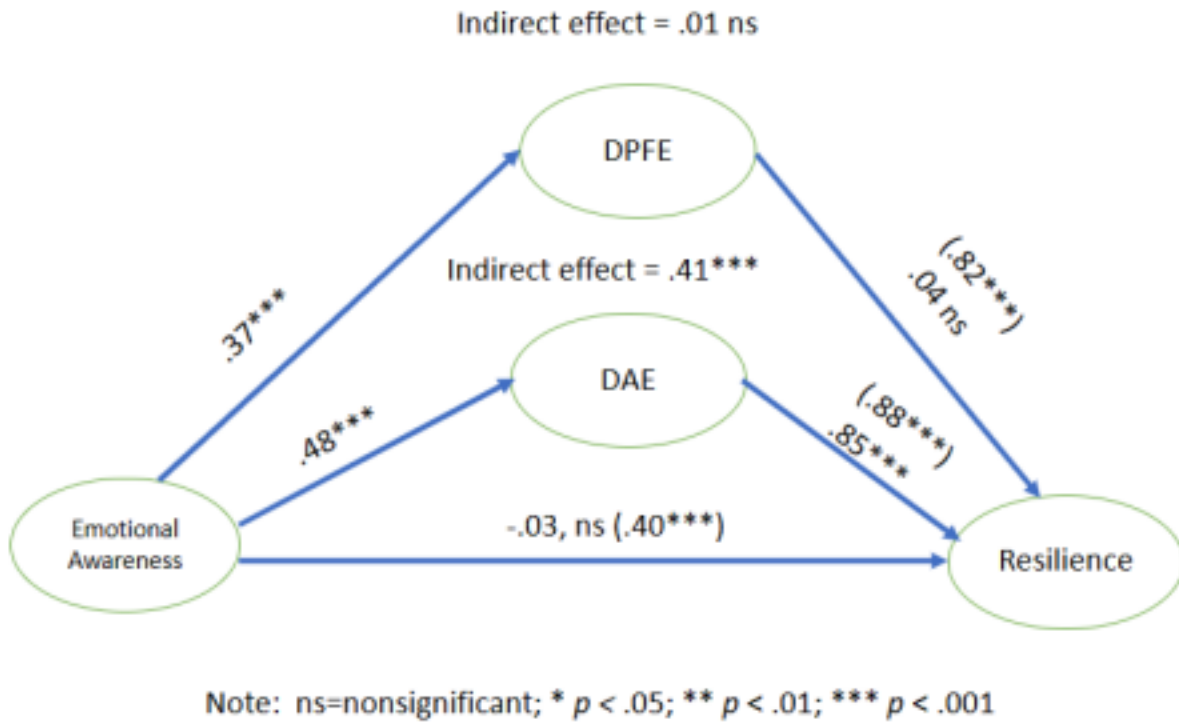 Indirect effect = .01 ns
DPFE
Indirect effect = .41***
(.82***)
.04 ns
.37***
DAE
(.88***)
.85***
.48***
-.03, ns (.40***)
Emotional
Awareness
Resilience
Note: ns=nonsignificant; * p < .05; ** p < .01; *** p < .001